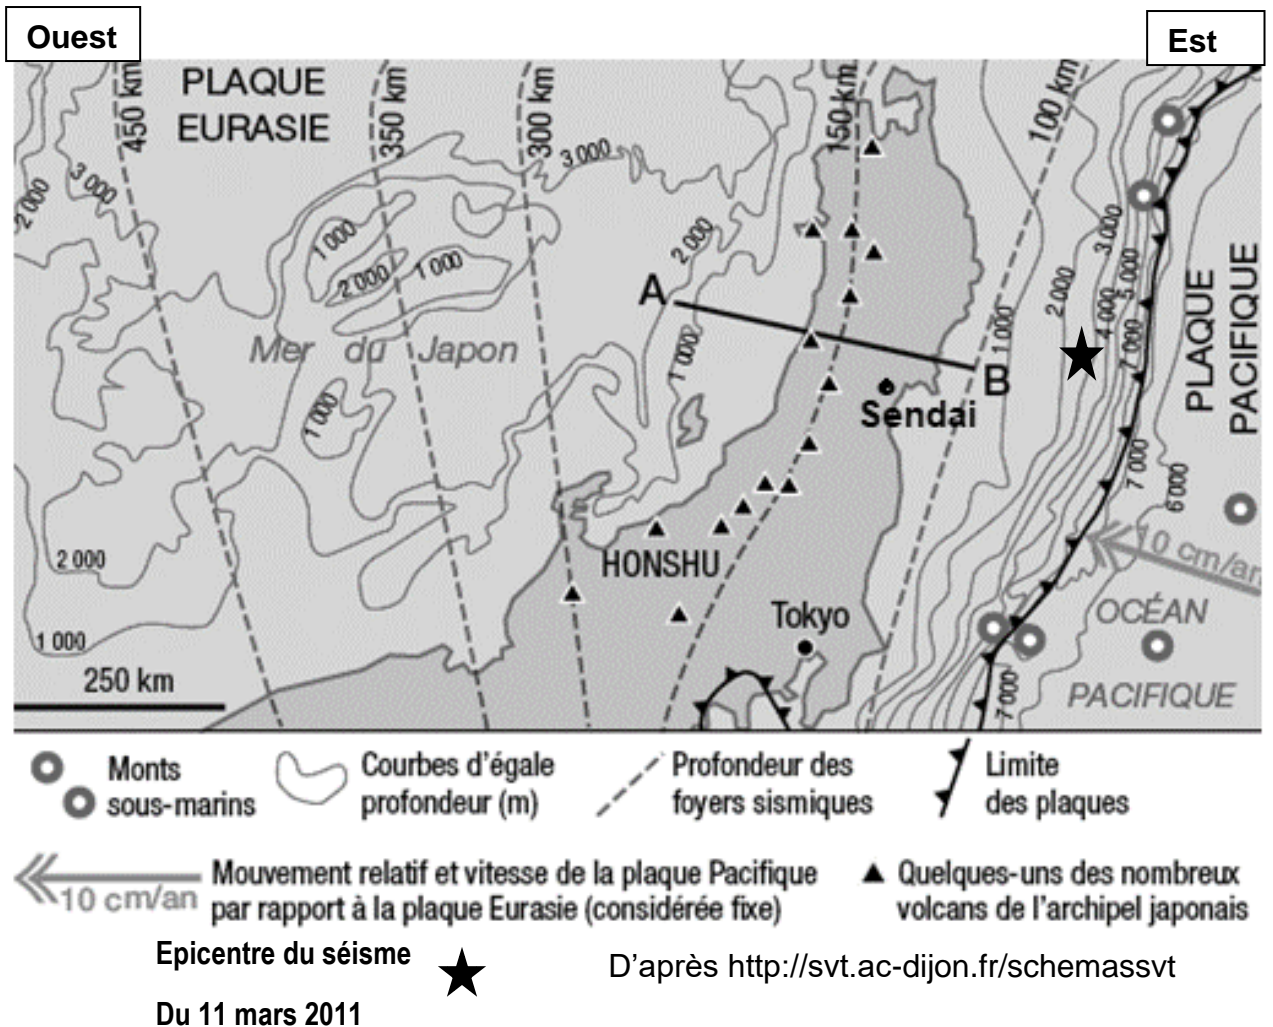 Ouest
Est
PLAQUE
EURASIE
450 km
350 km
300 km
150 km
100 km
2 000
3 000
3 000
1 000
2 000
1 000
2 000
1 000
1 000
A
B
Mer du Japon
Sendai
1 000
2 000
3 000
4 000
5 000
7 000
7 000
6 000
PLAQUE
PACIFIQUE
HONSHU
Tokyo
2 000
1 000
250 km
10 cm/an
OCÉAN
PACIFIQUE
7 000
Monts
sous-marins
Courbes d'égale
profondeur (m)
Profondeur des
foyers sismiques
Limite
des plaques
10 cm/an
Mouvement relatif et vitesse de la plaque Pacifique
par rapport à la plaque Eurasie (considérée fixe)
Quelques-uns des nombreux
volcans de l'archipel japonais
Epicentre du séisme
Du 11 mars 2011
D'après http://svt.ac-dijon.fr/schemassvt